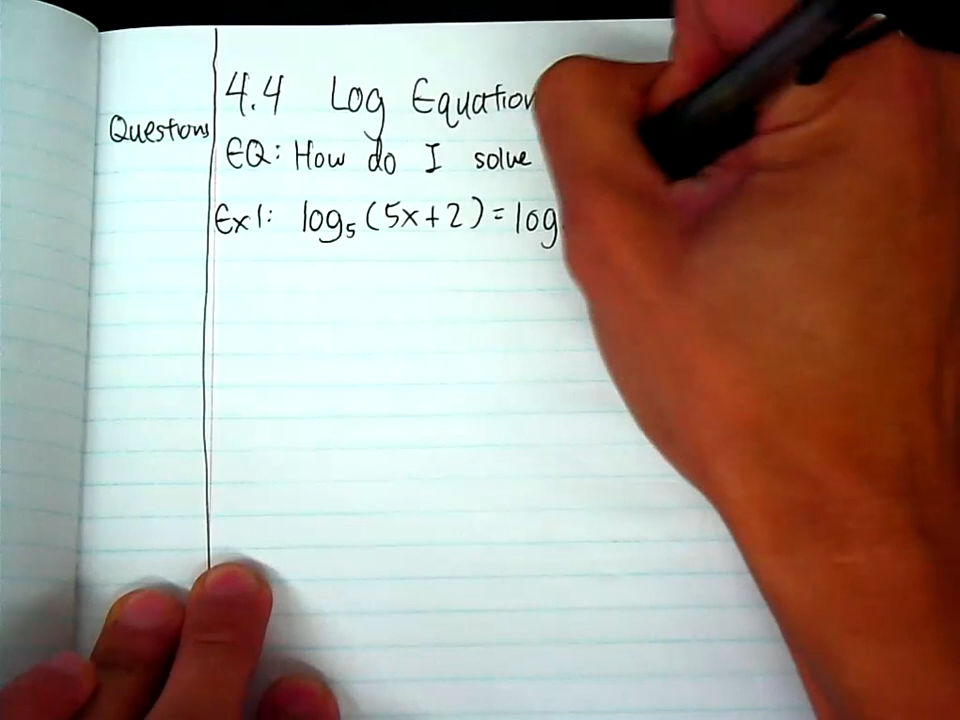 4.4 Log Equation
Questions
EQ: How do I solve
Ex1: log₅(5x+2)=log